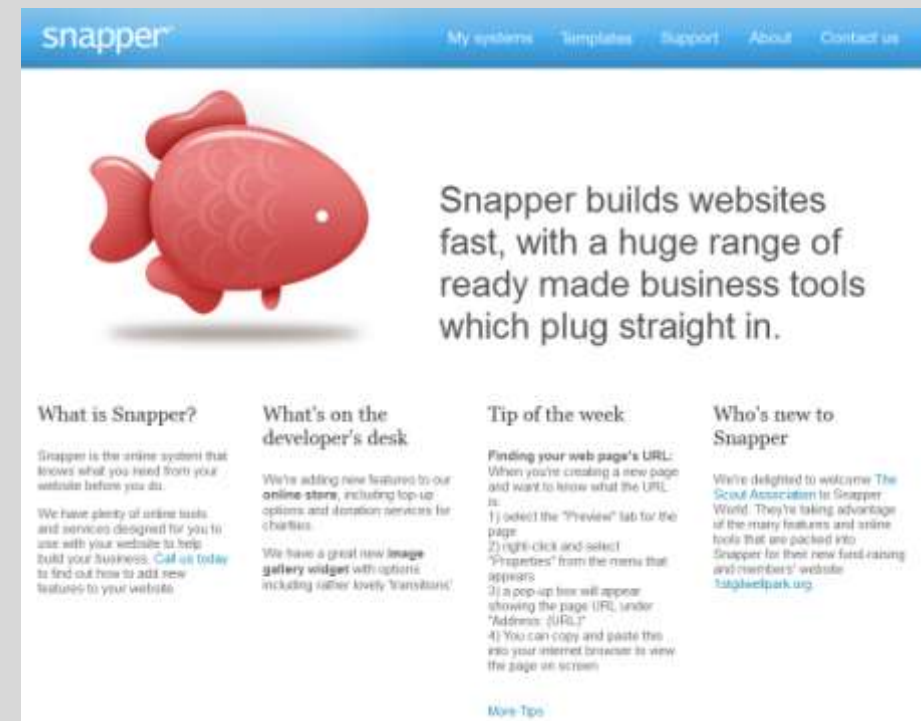 snapper
My systems Templates Support About Contact us
Snapper builds websites
fast, with a huge range of
ready made business tools
which plug straight in.
What is Snapper?
Snapper is the online system that
knows what you need from your
website before you do.
We have plenty of online tools
and services designed for you to
use with your website to help
build your business. Call us today
to find out how to add new
features to your website.
What's on the
developer's desk
We're adding new features to our
online store, including top-up
options and donation services for
charities.
We have a great new image
gallery widget with options
including rather lovely 'transitions'
Tip of the week
Finding your web page's URL:
When you're creating a new page
and want to know what the URL
is:
1) select the "Preview" tab for the
page
2) right-click and select
"Properties" from the menu that
appears
3) a pop-up box will appear
showing the page URL under
"Address: (URL)"
4) You can copy and paste this
into your internet browser to view
the page on screen
More Tips
Who's new to
Snapper
We're delighted to welcome The
Scout Association to Snapper
World. They're taking advantage
of the many features and online
tools that are packed into
Snapper for their new fund-raising
and members' website
1stgilwellpark.org.